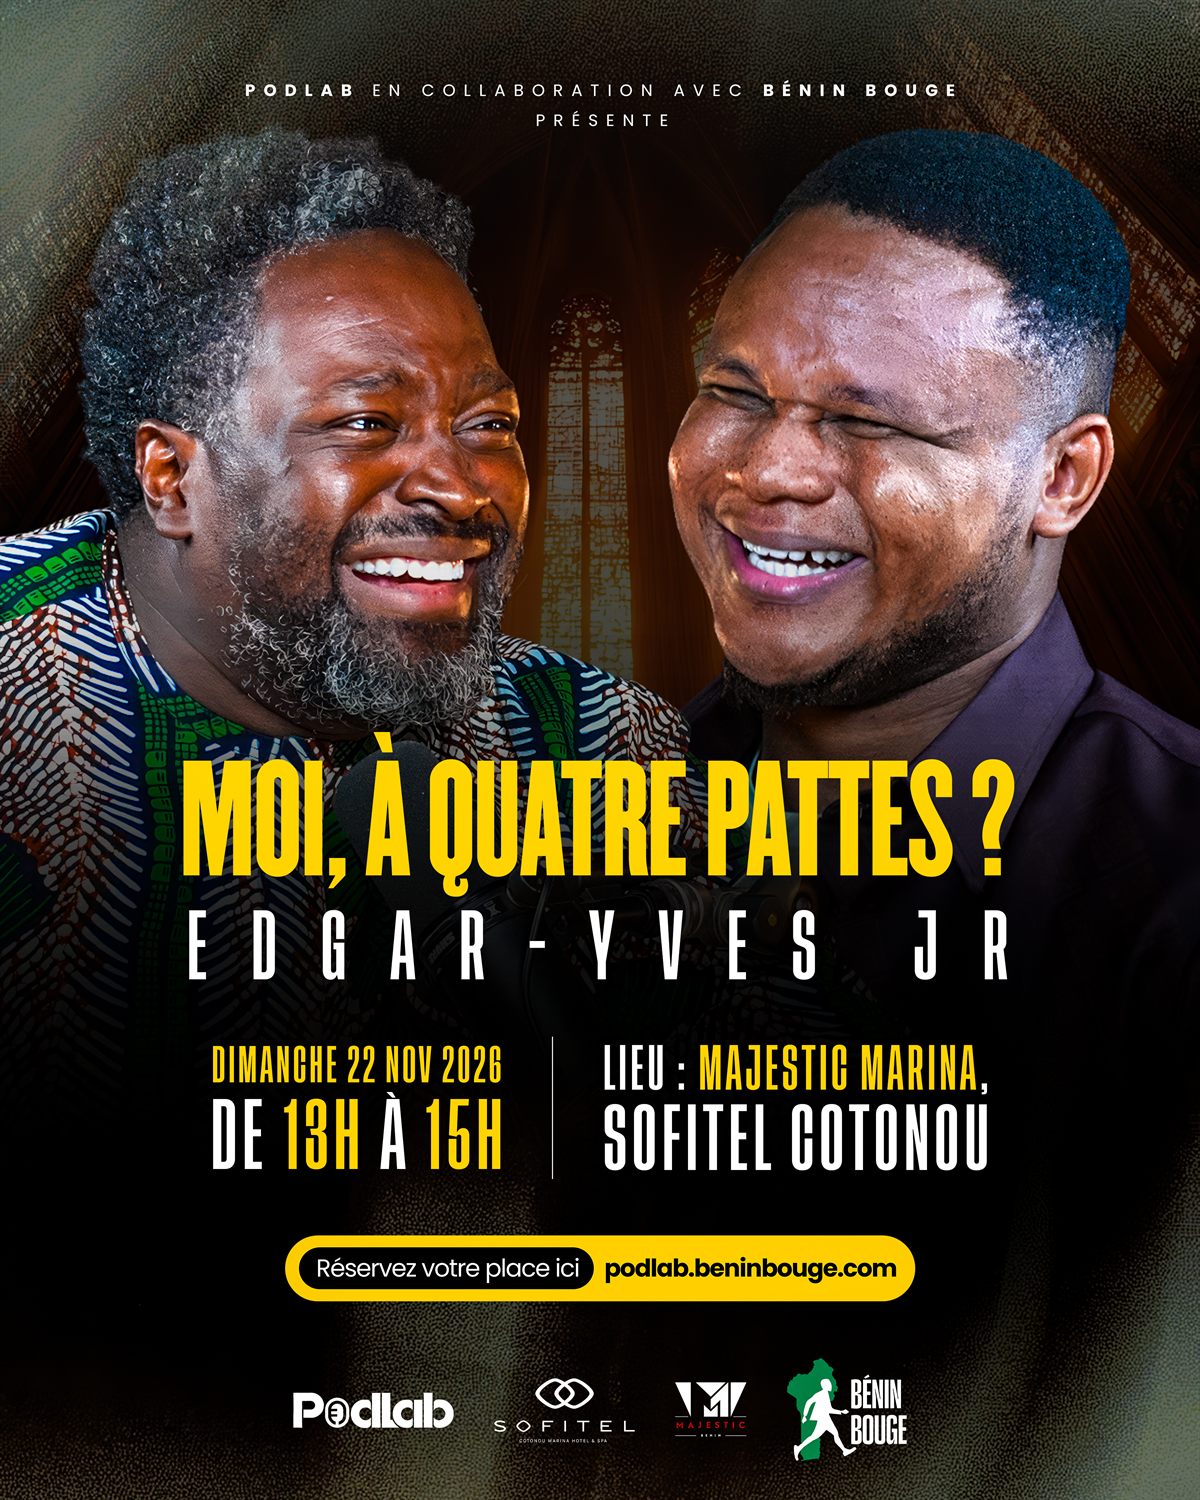 PODLAB EN COLLABORATION AVEC BÉNIN BOUGE
PRÉSENTE
MOI, À QUATRE PATTES ?
EDGAR-YVES JR
DIMANCHE 22 NOV 2026
DE 13H À 15H
LIEU : MAJESTIC MARINA,
SOFITEL COTONOU
Réservez votre place ici podlab.beninbouge.com
PodLab
SOFITEL
COTONOU MARINA HOTEL & SPA
MAJESTIC
BENIN
BÉNIN
BOUGE